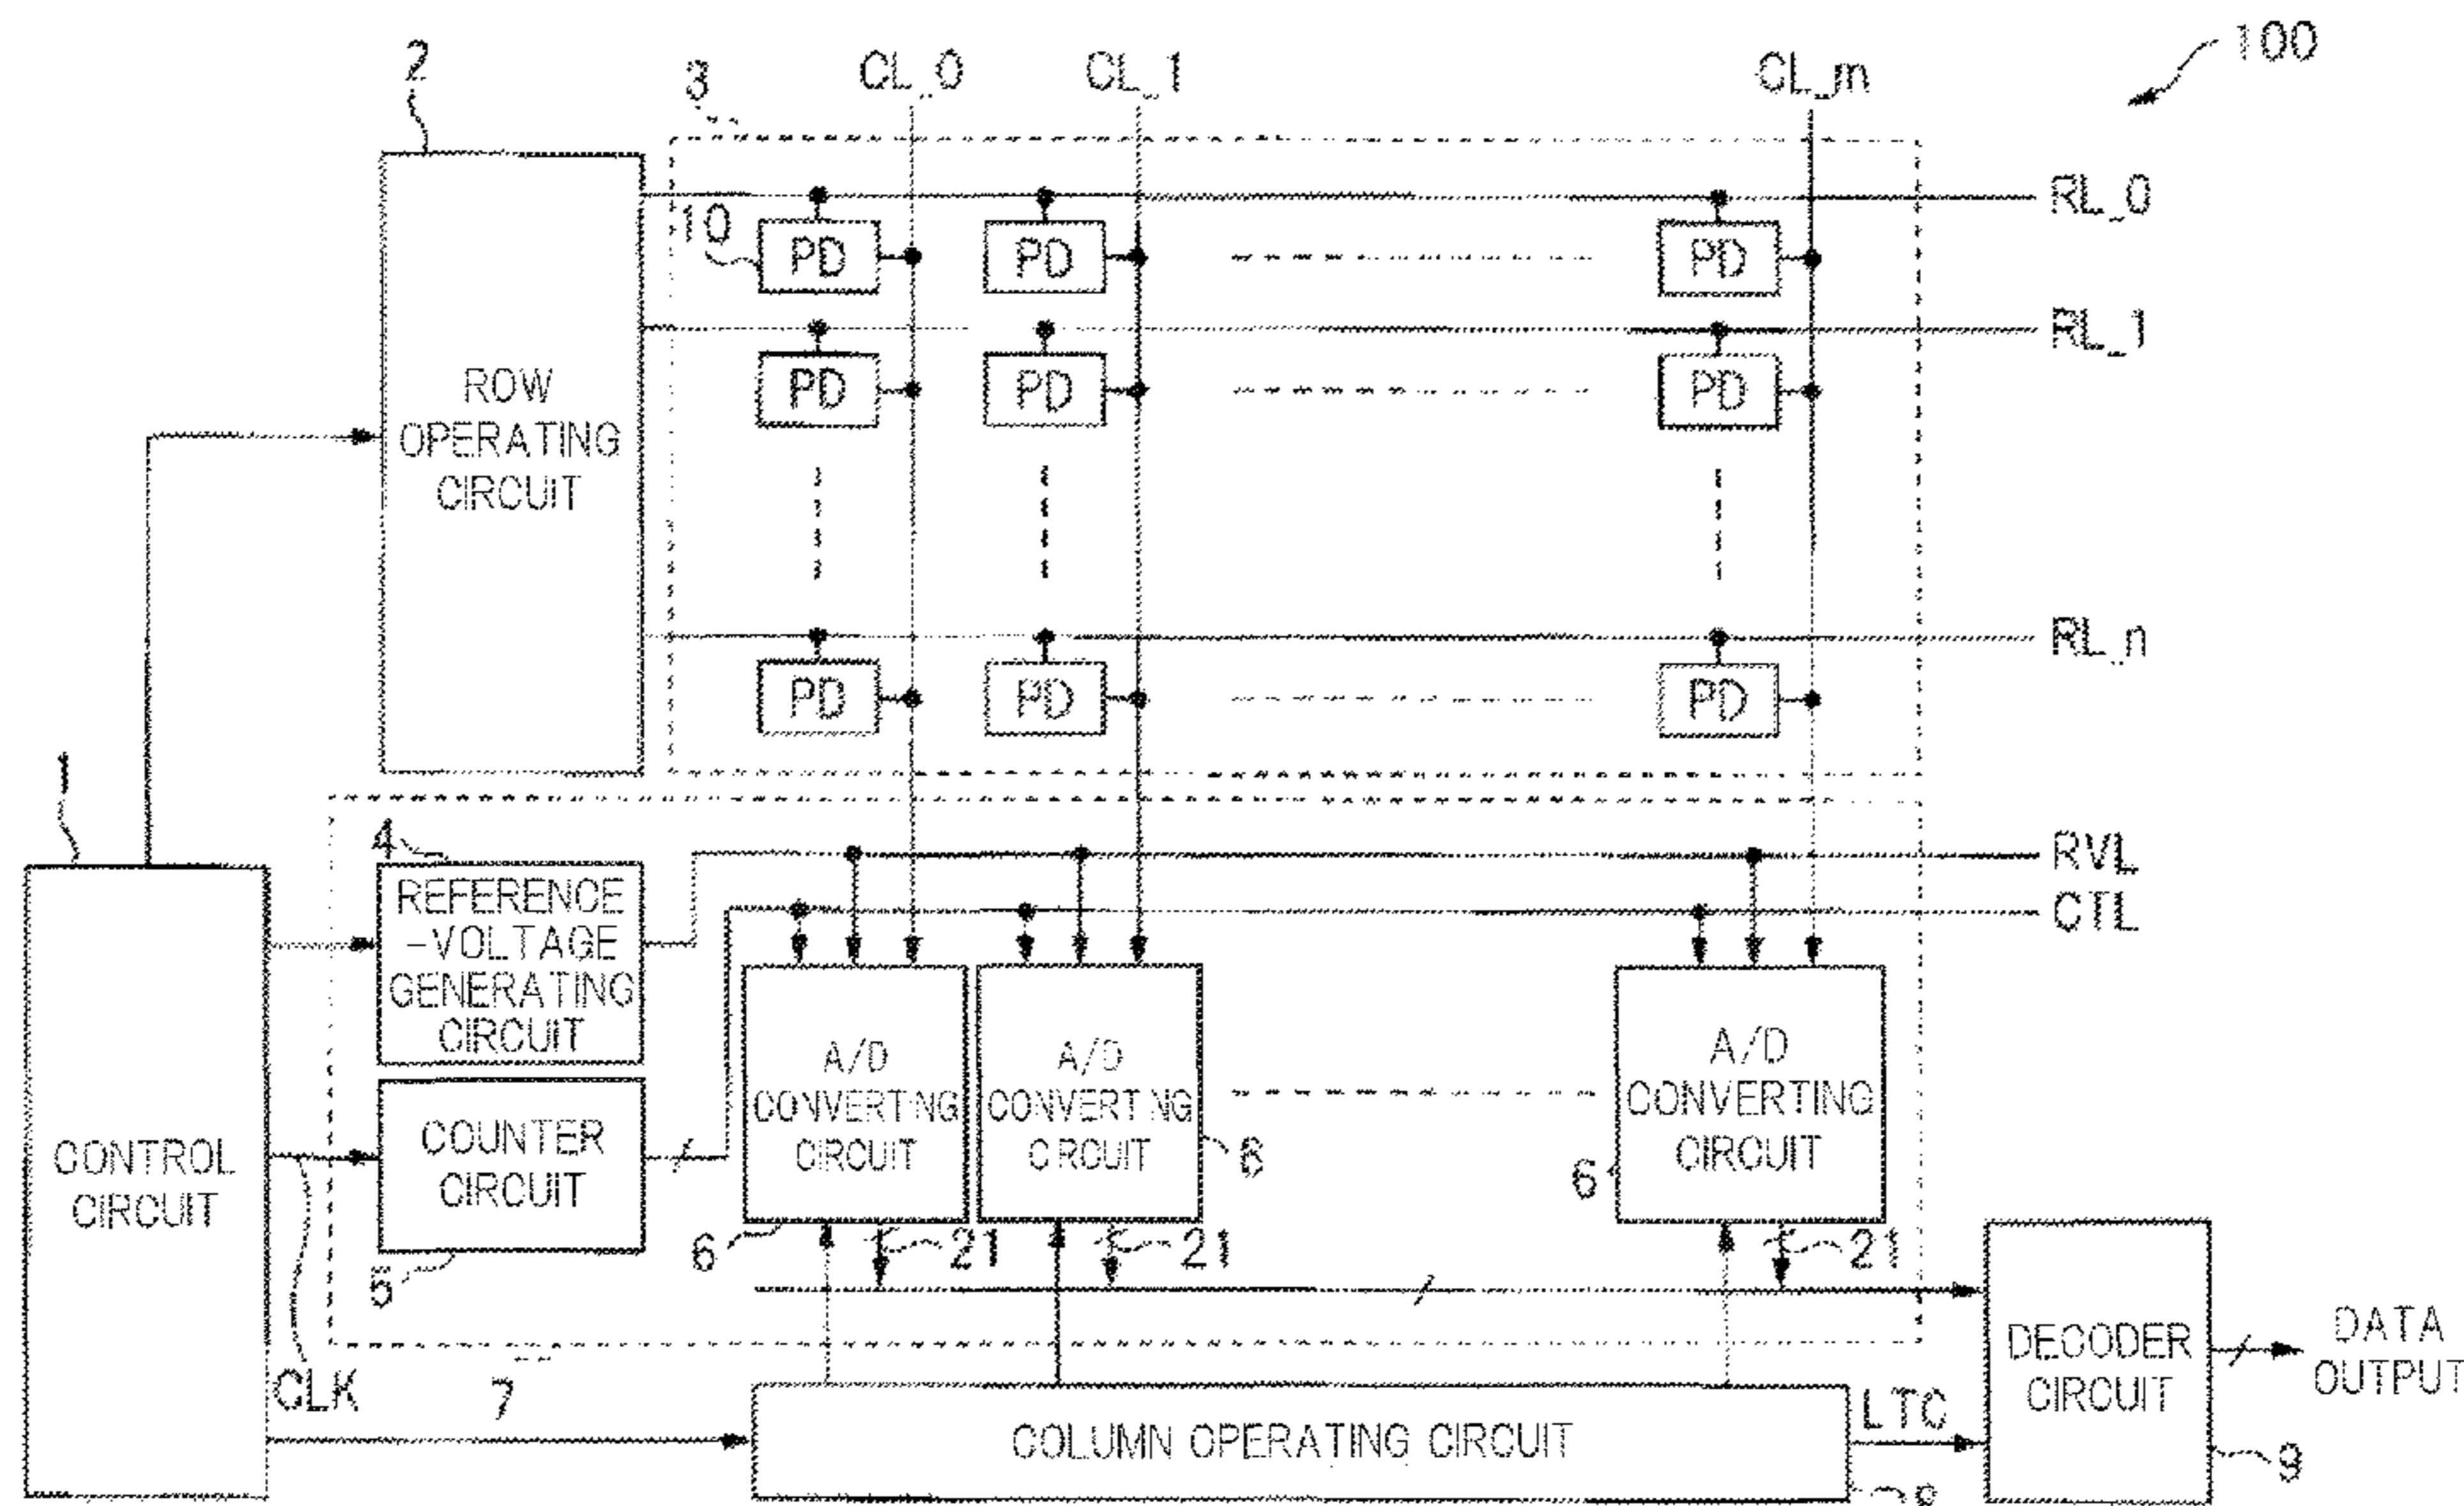 100
2
3
CL_0
CL_1
CL_m
RL_0
10
PD
PD
PD
RL_1
PD
PD
PD
ROW
OPERATING
CIRCUIT
RL_n
PD
PD
PD
1
4
RVL
CTL
REFERENCE
-VOLTAGE
GENERATING
CIRCUIT
A/D
CONVERTING
CIRCUIT
A/D
CONVERTING
CIRCUIT
A/D
CONVERTING
CIRCUIT
CONTROL
CIRCUIT
COUNTER
CIRCUIT
6
6
6
21
21
21
5
DECODER
CIRCUIT
DATA
OUTPUT
CLK
7
COLUMN OPERATING CIRCUIT
LTC
9
8